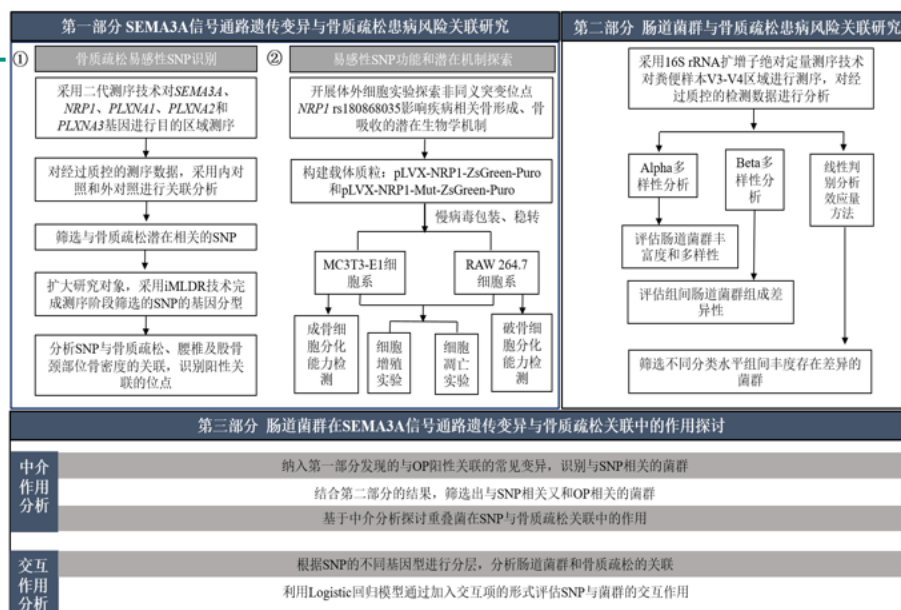 第一部分 SEMA3A信号通路遗传变异与骨质疏松患病风险关联研究
①
骨质疏松易感性SNP识别
采用二代测序技术对SEMA3A、
NRP1、PLXNA1、PLXNA2和
PLXNA3基因进行目的区域测序
对经过质控的测序数据，采用内对
照和外对照进行关联分析
筛选与骨质疏松潜在相关的SNP
扩大研究对象，采用iMLDR技术完
成测序阶段筛选的SNP的基因分型
分析SNP与骨质疏松、腰椎及股骨
颈部位骨密度的关联，识别阳性关
联的位点
②
易感性SNP功能和潜在机制探索
开展体外细胞实验探索非同义突变位点
NRP1 rs180868035影响疾病相关骨形成、骨
吸收的潜在生物学机制
构建载体质粒：pLVX-NRP1-ZsGreen-Puro
和pLVX-NRP1-Mut-ZsGreen-Puro
慢病毒包装、稳转
MC3T3-E1细
胞系
RAW 264.7
细胞系
成骨细
胞分化
能力检
测
细胞
增殖
实验
细胞
凋亡
实验
破骨细
胞分化
能力检
测
第二部分 肠道菌群与骨质疏松患病风险关联研究
采用16S rRNA扩增子绝对定量测序技术
对粪便样本V3-V4区域进行测序，对经
过质控的检测数据进行分析
Alpha多
样性分析
Beta多
样性分
析
线性判
别分析
效应量
方法
评估肠道菌群丰
富度和多样性
评估组间肠道菌群组成差
异性
筛选不同分类水平组间丰度存在差异的
菌群
第三部分 肠道菌群在SEMA3A信号通路遗传变异与骨质疏松关联中的作用探讨
中介
作用
分析
纳入第一部分发现的与OP阳性关联的常见变异，识别与SNP相关的菌群
结合第二部分的结果，筛选出与SNP相关又和OP相关的菌群
基于中介分析探讨重叠菌在SNP与骨质疏松关联中的作用
交互
作用
分析
根据SNP的不同基因型进行分层，分析肠道菌群和骨质疏松的关联
利用Logistic回归模型通过加入交互项的形式评估SNP与菌群的交互作用